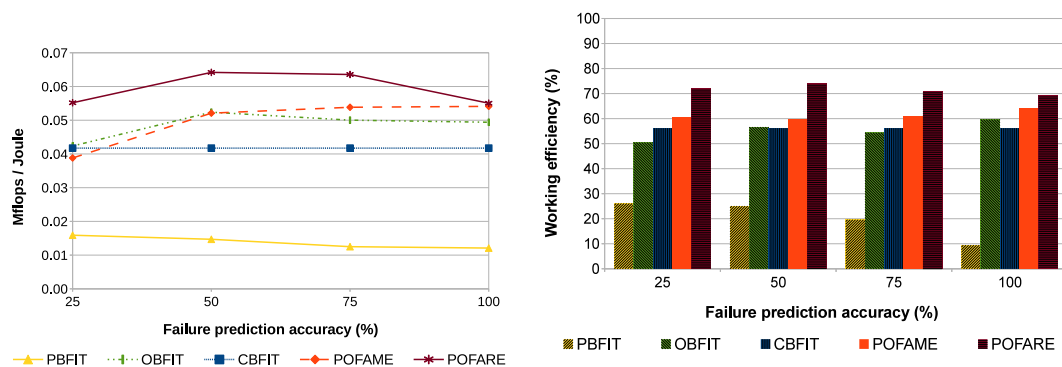 0.07
0.06
0.05
0.04
0.03
0.02
0.01
0.00
Mflops / Joule
25 50 75 100
Failure prediction accuracy (%)
PBFIT OBFIT CBFIT POFAME POFARE
100
90
80
70
60
50
40
30
20
10
0
Working efficiency (%)
25 50 75 100
Failure prediction accuracy (%)
PBFIT OBFIT CBFIT POFAME POFARE